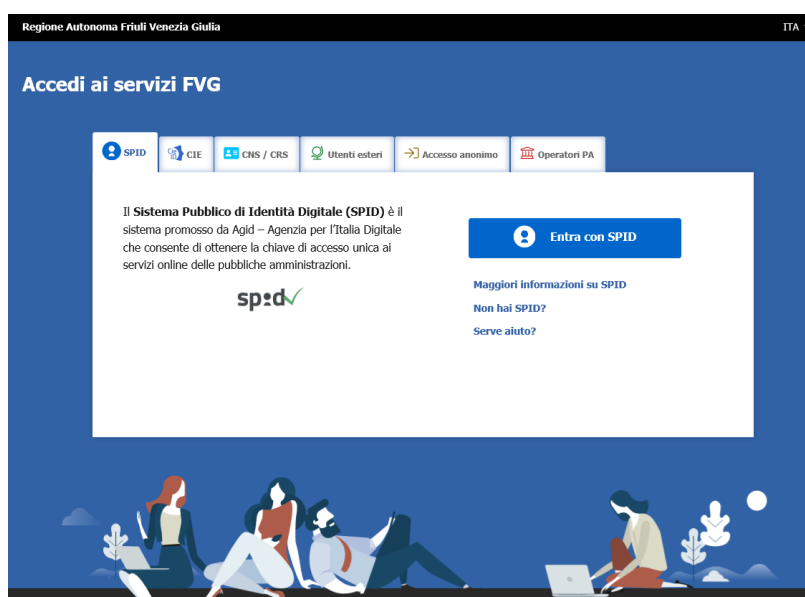 Regione Autonoma Friuli Venezia Giulia
ITA
Accedi ai servizi FVG
SPID
CIE
CNS / CRS
Utenti esteri
Accesso anonimo
Operatori PA
Il Sistema Pubblico di Identità Digitale (SPID) è il
sistema promosso da Agid – Agenzia per l'Italia Digitale
che consente di ottenere la chiave di accesso unica ai
servizi online delle pubbliche amministrazioni.
sp:d
Entra con SPID
Maggiori informazioni su SPID
Non hai SPID?
Serve aiuto?